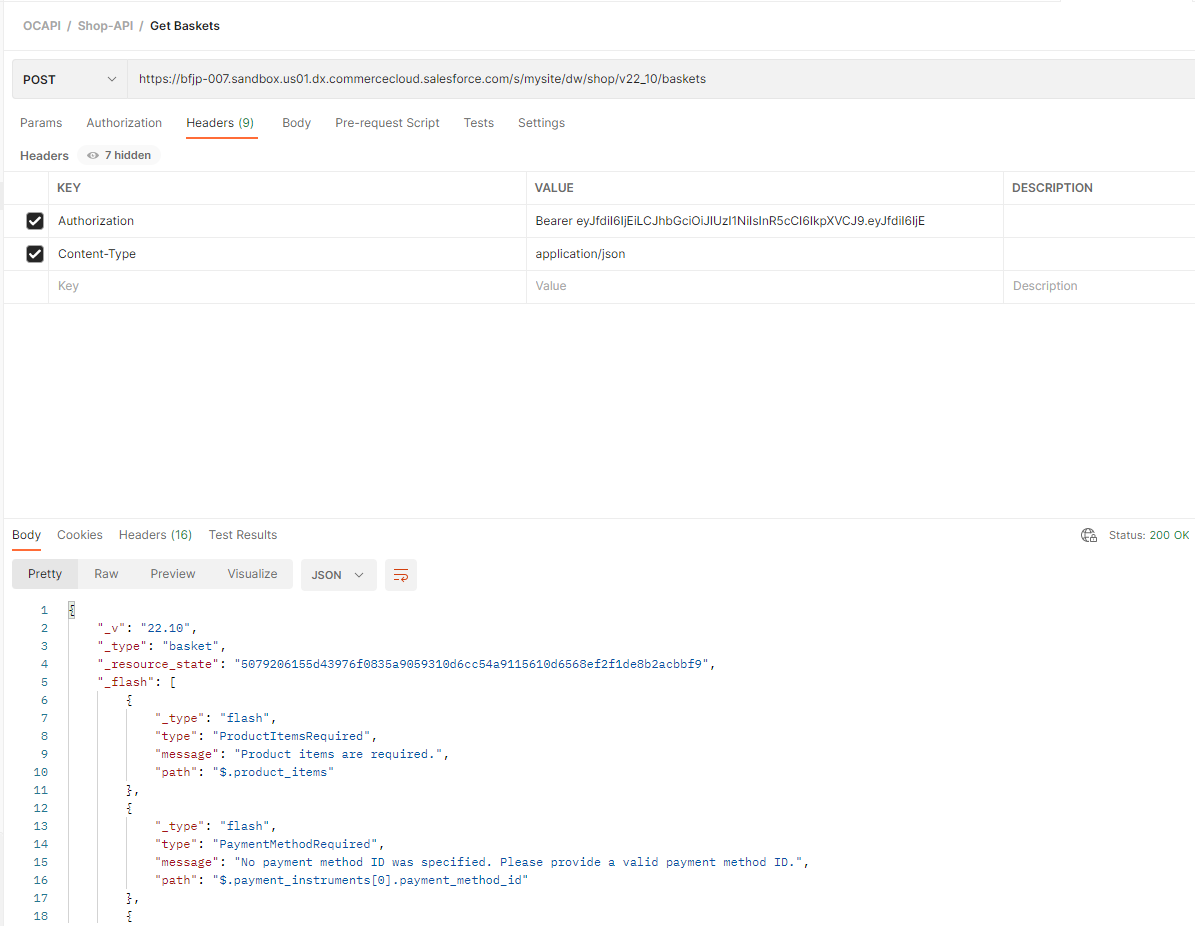 OCAPI / Shop-API / Get Baskets
POST https://bfjp-007.sandbox.us01.dx.commercecloud.salesforce.com/s/mysite/dw/shop/v22_10/baskets
Params Authorization Headers (9) Body Pre-request Script Tests Settings
Headers 7 hidden
KEY VALUE DESCRIPTION
Authorization Bearer eyJfdiI6IjEiLCJhbGciOiJIUzI1NiIsInR5cCI6IkpXVCJ9.eyJfdiI6IjE
Content-Type application/json
Key Value Description
Body Cookies Headers (16) Test Results Status: 200 OK
Pretty Raw Preview Visualize JSON
1 {
2 "_v": "22.10",
3 "_type": "basket",
4 "_resource_state": "5079206155d43976f0835a9059310d6cc54a9115610d6568ef2f1de8b2acbbf9",
5 "_flash": [
6 {
7 "_type": "flash",
8 "type": "ProductItemsRequired",
9 "message": "Product items are required.",
10 "path": "$.product_items"
11 },
12 {
13 "_type": "flash",
14 "type": "PaymentMethodRequired",
15 "message": "No payment method ID was specified. Please provide a valid payment method ID.",
16 "path": "$.payment_instruments[0].payment_method_id"
17 },
18 {